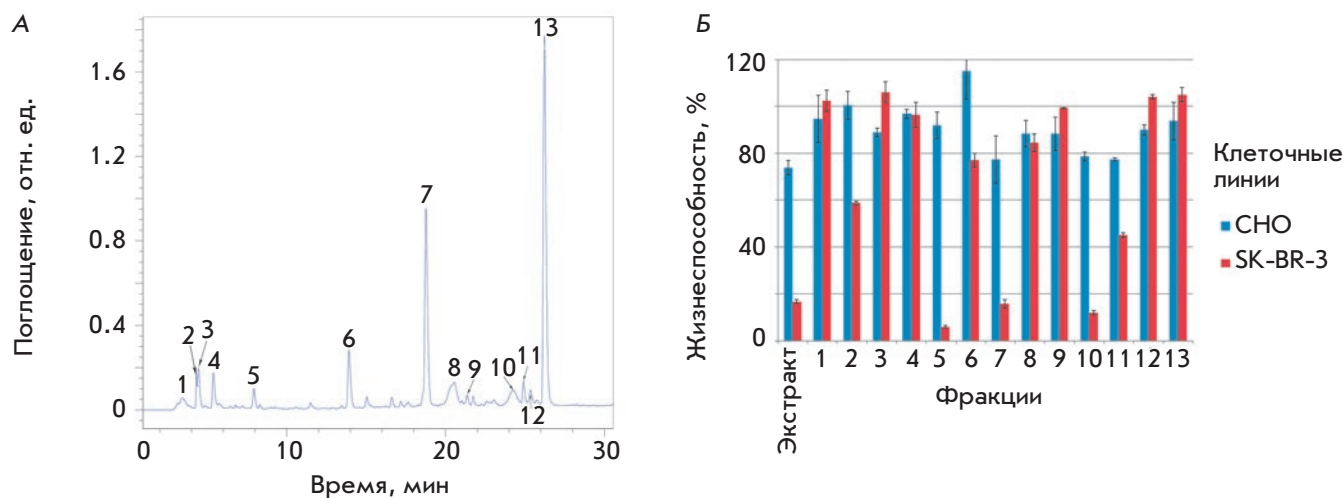 А
Поглощение, отн. ед.
1.6
1.2
0.8
0.4
0
1
2
3
4
5
6
7
8
9
10
11
12
13
0 10 20 30
Время, мин
Б
Жизнеспособность, %
120
80
40
0
Экстракт 1 2 3 4 5 6 7 8 9 10 11 12 13
Фракции
Клеточные
линии
CHO
SK-BR-3